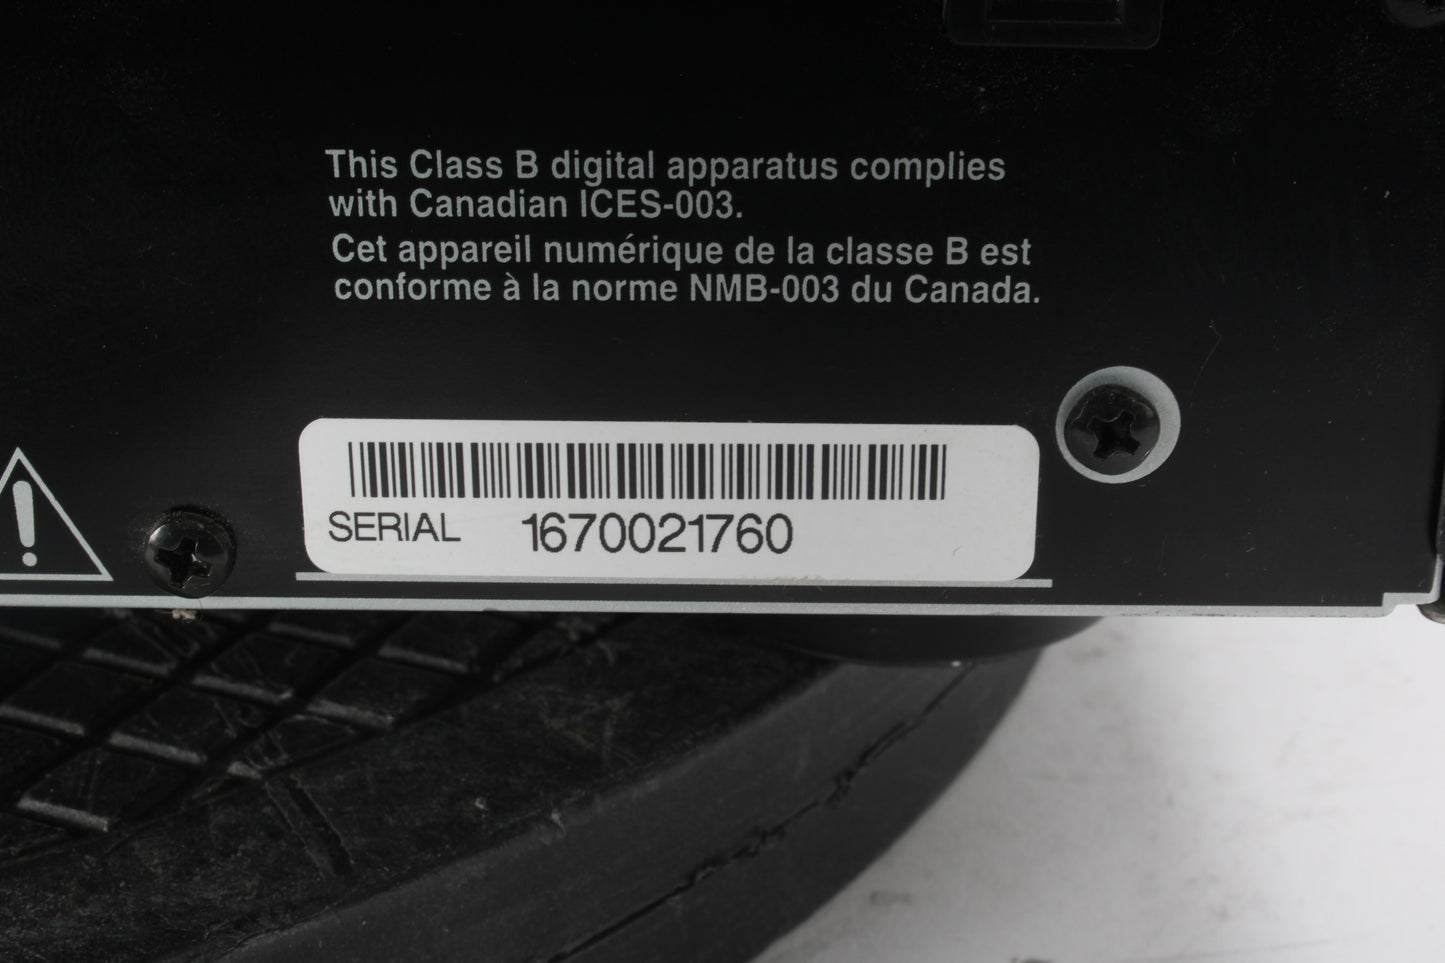 This Class B digital apparatus complies
with Canadian ICES-003.
Cet appareil numérique de la classe B est
conforme à la norme NMB-003 du Canada.
SERIAL 1670021760